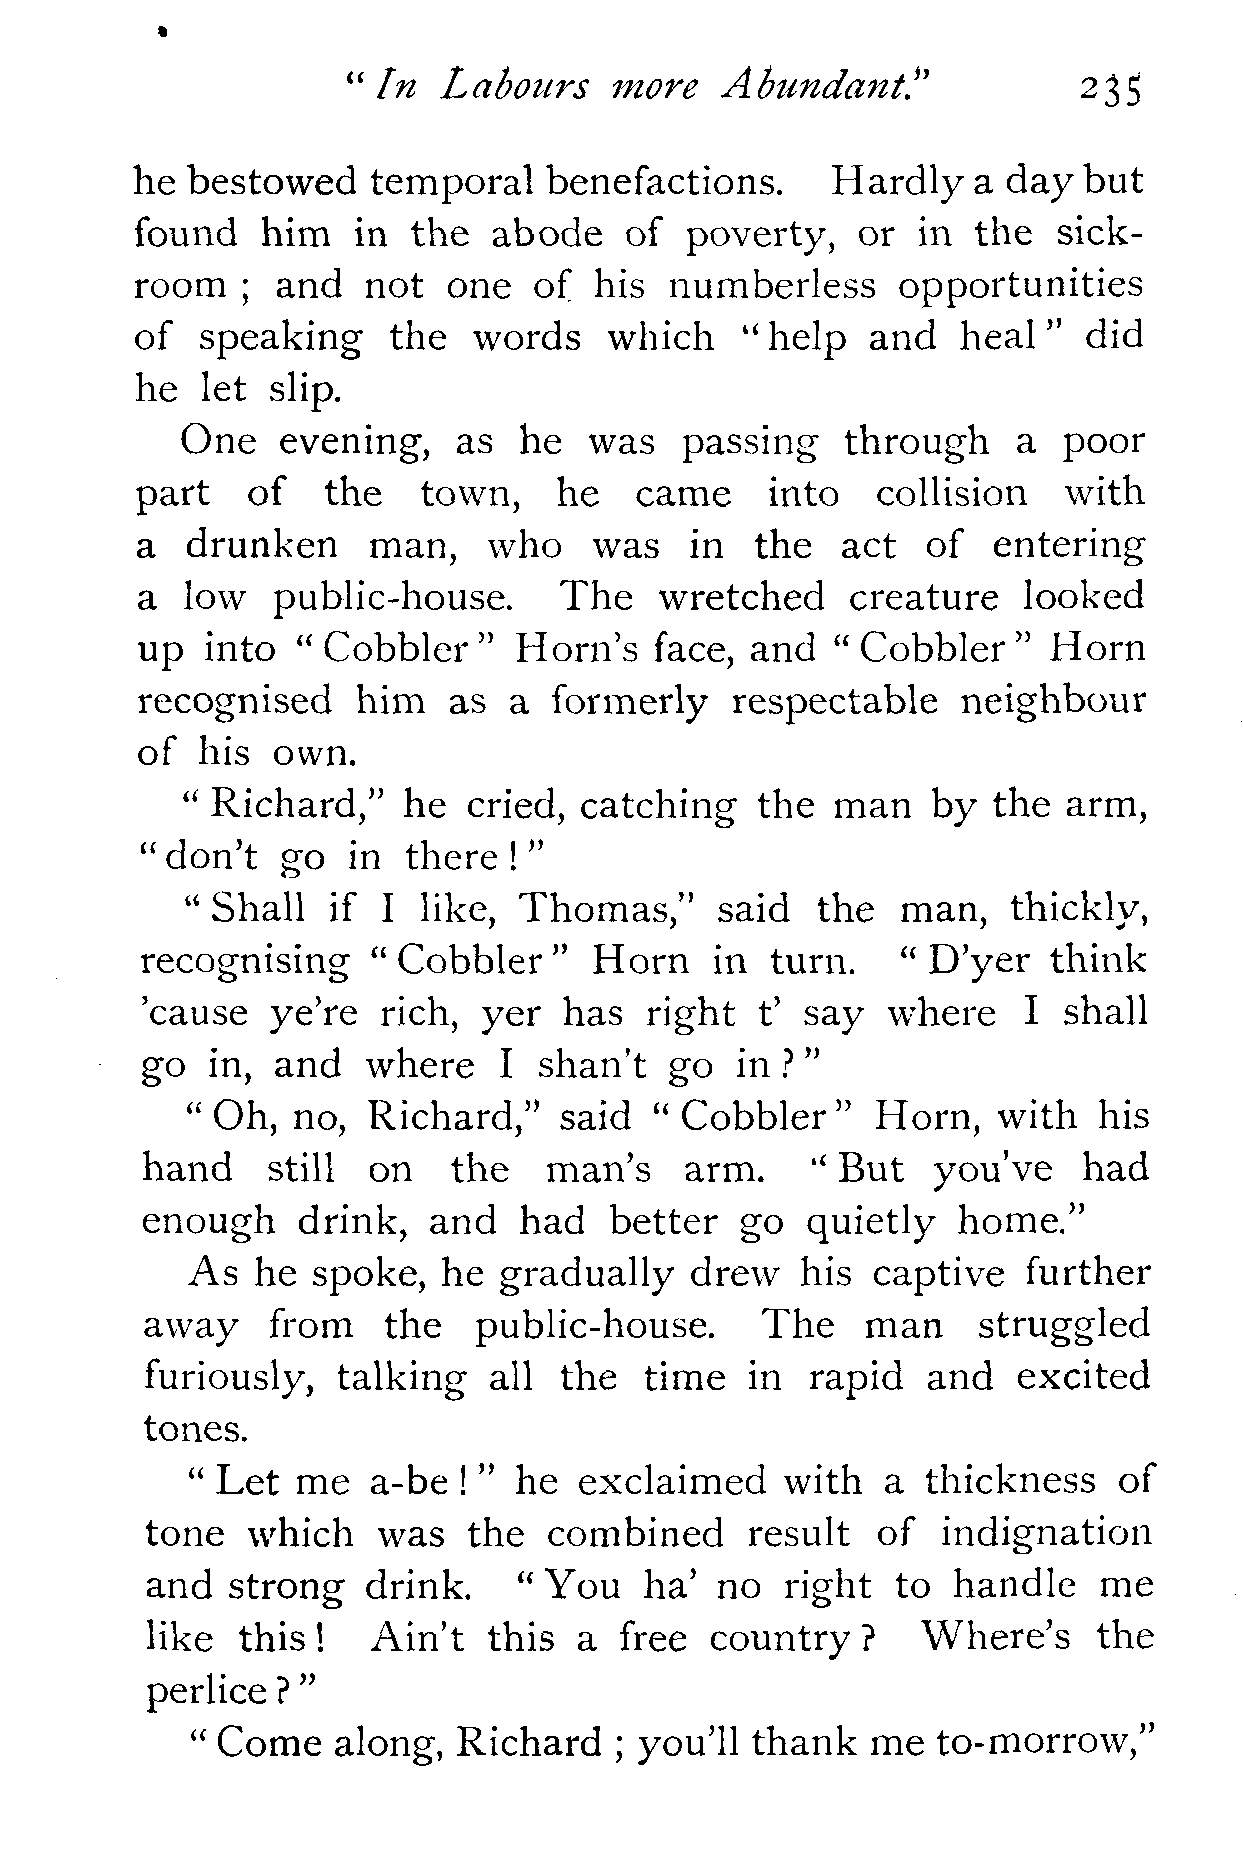 “ In Labours more Abundant.” 235
he bestowed temporal benefactions. Hardly a day but
found him in the abode of poverty, or in the sick-
room ; and not one of his numberless opportunities
of speaking the words which “ help and heal ” did
he let slip.
One evening, as he was passing through a poor
part of the town, he came into collision with
a drunken man, who was in the act of entering
a low public-house. The wretched creature looked
up into “ Cobbler ” Horn’s face, and “ Cobbler ” Horn
recognised him as a formerly respectable neighbour
of his own.
“ Richard,” he cried, catching the man by the arm,
“ don’t go in there ! ”
“ Shall if I like, Thomas,” said the man, thickly,
recognising “ Cobbler ” Horn in turn. “ D’yer think
’cause ye’re rich, yer has right t’ say where I shall
go in, and where I shan’t go in ? ”
“ Oh, no, Richard,” said “ Cobbler ” Horn, with his
hand still on the man’s arm. “ But you’ve had
enough drink, and had better go quietly home.”
As he spoke, he gradually drew his captive further
away from the public-house. The man struggled
furiously, talking all the time in rapid and excited
tones.
“ Let me a-be ! ” he exclaimed with a thickness of
tone which was the combined result of indignation
and strong drink. “ You ha’ no right to handle me
like this ! Ain’t this a free country ? Where’s the
perlice ? ”
“ Come along, Richard ; you’ll thank me to-morrow,”